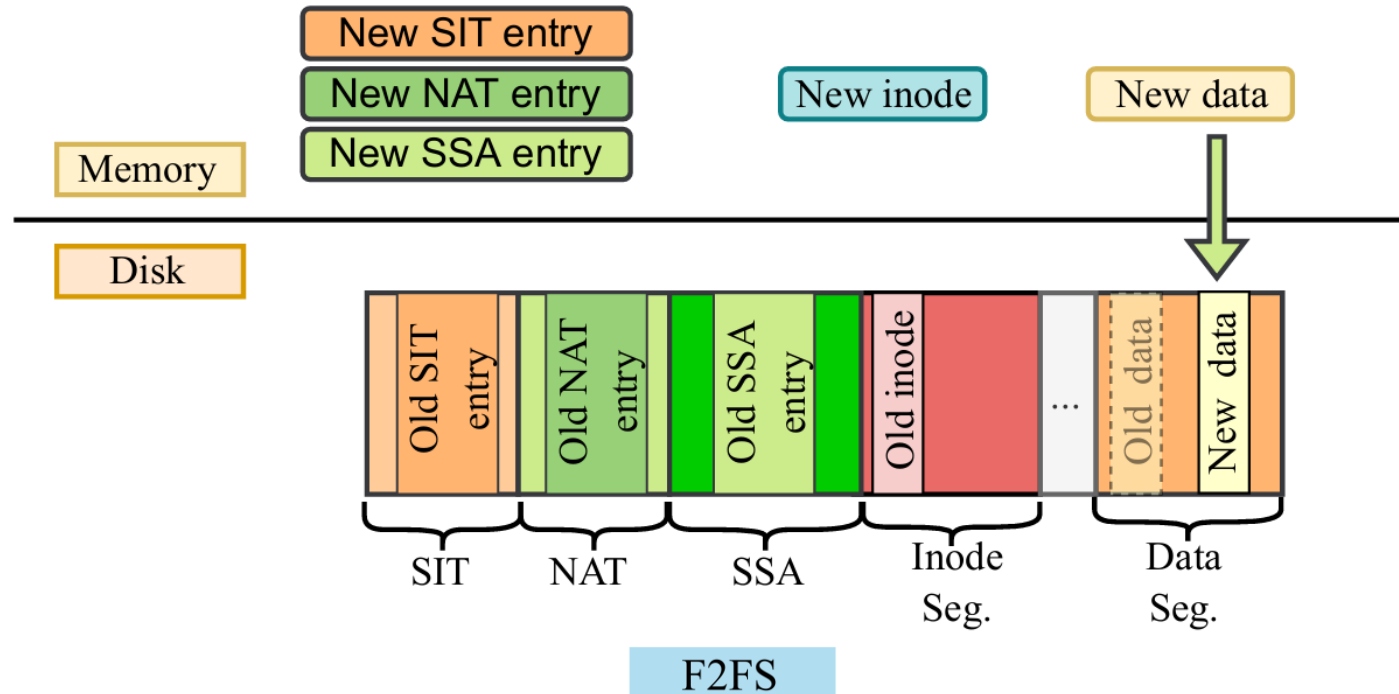 New SIT entry
New NAT entry
New SSA entry
New inode
New data
Memory
Disk
Old SIT
entry
Old NAT
entry
Old SSA
entry
Old inode
...
Old data
New data
SIT
NAT
SSA
Inode
Seg.
Data
Seg.
F2FS